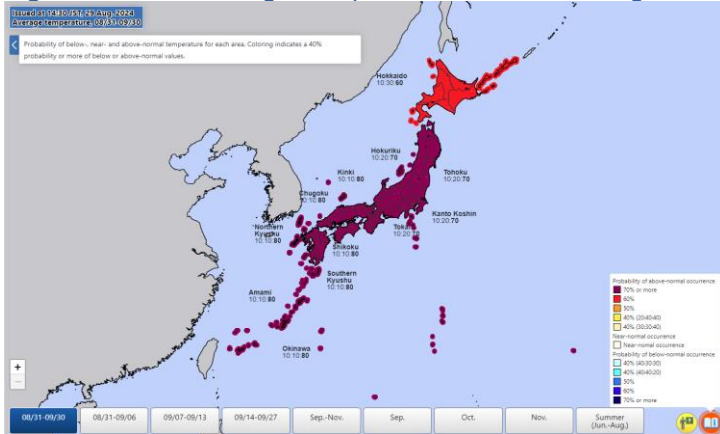 Issued at 14:30 JST, 29 Aug. 2024
Average temperature: 08/31-09/30
Probability of below-, near- and above-normal temperature for each area. Coloring indicates a 40%
probability or more of below or above-normal values.
Hokkaido
10:30:60
Hokuriku
10:20:70
Tohoku
10:20:70
Kinki
10:10:80
Chugoku
10:10:80
Kanto Koshin
10:20:70
Northern
Kyushu
10:10:80
Tokai
10:20:70
Shikoku
10:10:80
Southern
Kyushu
10:10:80
Amami
10:10:80
Okinawa
10:10:80
Probability of above-normal occurrence
70% or more
60%
50%
40% (20:40:40)
40% (30:30:40)
Near-normal occurrence
Near-normal occurrence
Probability of below-normal occurrence
40% (40:30:30)
40% (40:40:20)
50%
60%
70% or more
+
−
08/31-09/30
08/31-09/06
09/07-09/13
09/14-09/27
Sep.-Nov.
Sep.
Oct.
Nov.
Summer
(Jun.-Aug.)